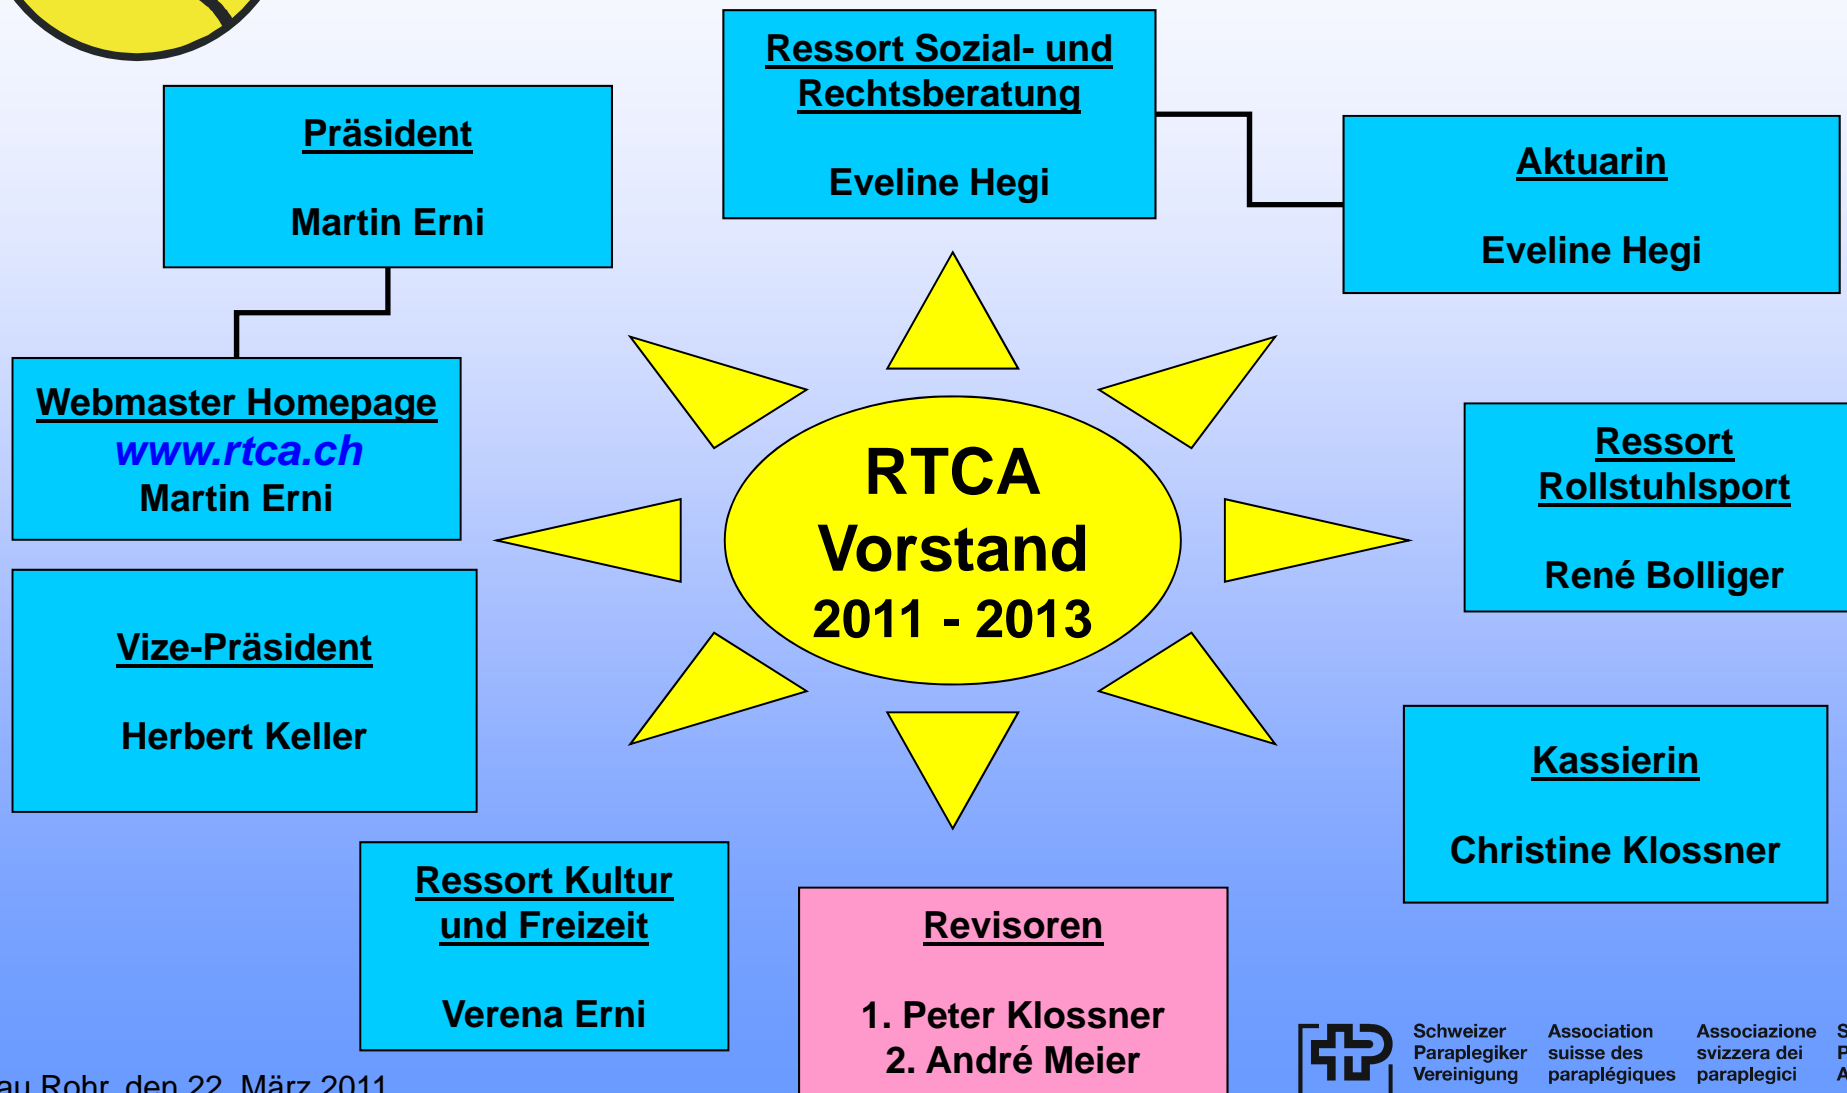 Präsident
Martin Erni
Ressort Sozial- und
Rechtsberatung
Eveline Hegi
Aktuarin
Eveline Hegi
Webmaster Homepage
www.rtca.ch
Martin Erni
RTCA
Vorstand
2011 - 2013
Ressort
Rollstuhlsport
René Bolliger
Vize-Präsident
Herbert Keller
Kassierin
Christine Klossner
Ressort Kultur
und Freizeit
Verena Erni
Revisoren
1. Peter Klossner
2. André Meier
Rohr, den 22. März 2011
Schweizer
Paraplegiker
Vereinigung
Association
suisse des
paraplégiques
Associazione
svizzera dei
paraplegici